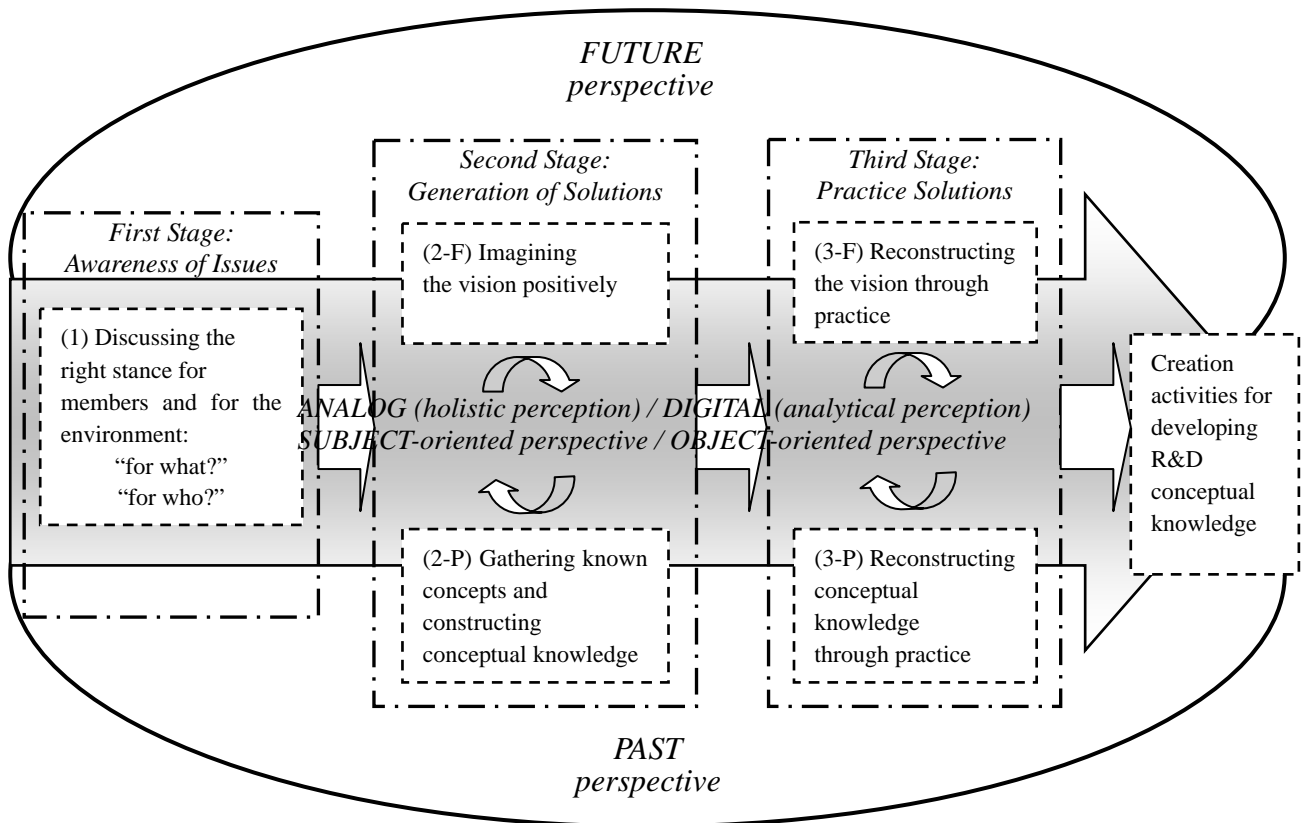 FUTURE
perspective
First Stage:
Awareness of Issues
(1) Discussing the
right stance for
members and for the
environment:
“for what?”
“for who?”
Second Stage:
Generation of Solutions
(2-F) Imagining
the vision positively
(2-P) Gathering known
concepts and
constructing
conceptual knowledge
Third Stage:
Practice Solutions
(3-F) Reconstructing
the vision through
practice
(3-P) Reconstructing
conceptual
knowledge
through practice
ANALOG (holistic perception) / DIGITAL (analytical perception)
SUBJECT-oriented perspective / OBJECT-oriented perspective
Creation
activities for
developing
R&D
conceptual
knowledge
PAST
perspective